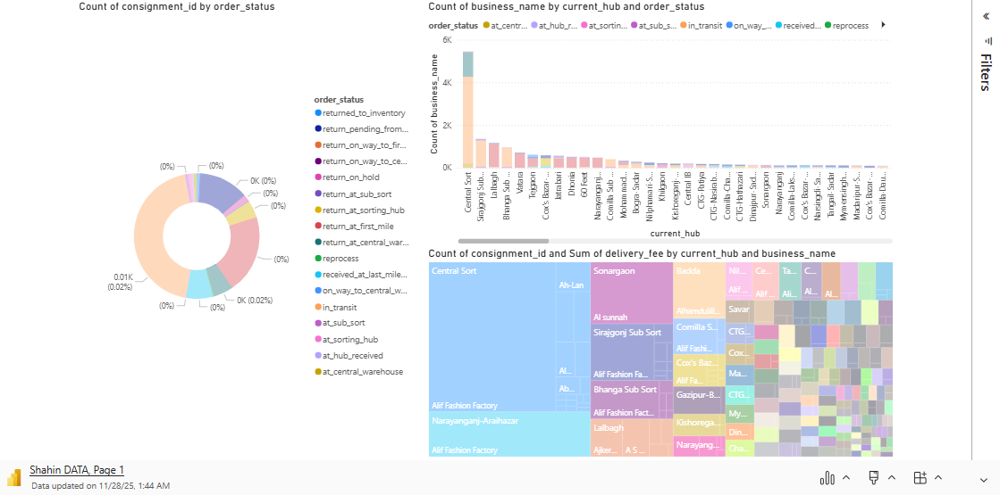 Count of consignment_id by order_status
(0%)
(0%)
0K (0%)
(0%)
(0%)
(0%)
0K (0.02%)
(0%)
(0%)
0.01K
(0.02%)
order_status
returned_to_inventory
return_pending_from...
return_on_way_to_fir...
return_on_way_to_ce...
return_on_hold
return_at_sub_sort
return_at_sorting_hub
return_at_first_mile
return_at_central_war...
reprocess
received_at_last_mile...
on_way_to_central_w...
in_transit
at_sub_sort
at_sorting_hub
at_hub_received
at_central_warehouse
Count of business_name by current_hub and order_status
order_status at_centr... at_hub_r... at_sortin... at_sub_s... in_transit on_way_... received... reprocess
Count of business_name
6K
4K
2K
0K
Central Sort
Sirajgonj Sub...
Lalbagh
Bhanga Sub ...
Vatara
Tejgaon
Cox's Bazar-...
Jatrabari
Dhonia
60 Feet
Narayanganj...
Comilla Sub ...
Mohammad...
Bogra-Sadar
Nilphamari-S...
Khilgaon
Kishoreganj-...
Central IB
CTG-Patiya
CTG-Nasirab...
Comilla-Cha...
CTG-Hathazari
Dinajpur-Sad...
Sonargaon
Narayanganj
Comilla-Laks...
Cox's Bazar-...
Narsingdi-Sa...
Tangail-Sadar
Mymensingh...
Madaripur-S...
Cox's Bazar-...
Comilla-Dau...
current_hub
Count of consignment_id and Sum of delivery_fee by current_hub and business_name
Central Sort
Ah-Lan
Al...
Ab...
Alif Fashion Factory
Narayanganj-Araihazar
Alif Fashion Factory
Sonargaon
Al sunnah
Sirajgonj Sub Sort
Alif Fashion Fa...
Bhanga Sub Sort
Alif Fashion Fact...
Lalbagh
Ajker...
A S ...
Badda
Alhamdulill...
Comilla S...
Alif Fashi...
Cox's Baz...
Alif Fa...
Gazipur-B...
Kishorega...
Narayang...
Nil...
Alif ...
Savar
CTG...
Cox...
Ma...
CTG...
My...
Din...
Cha...
Ce...
Alif ...
Ta...
Ali...
C...
Al...
Al...
Filters
Shahin DATA, Page 1
Data updated on 11/28/25, 1:44 AM